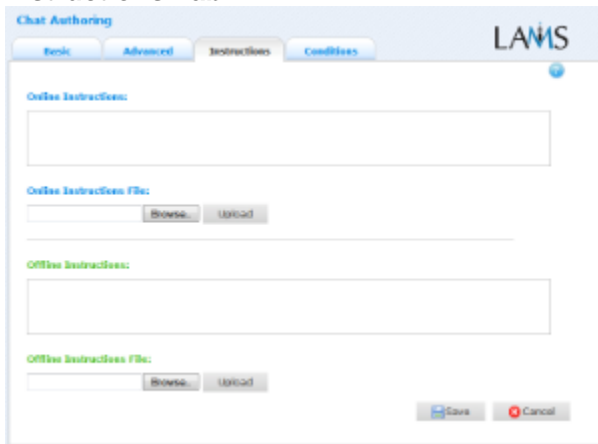 Chat Authoring
LAMS
Basic Advanced Instructions Conditions
Online Instructions:
Online Instructions File:
Browse.. Upload
Offline Instructions:
Offline Instructions File:
Browse.. Upload
Save Cancel